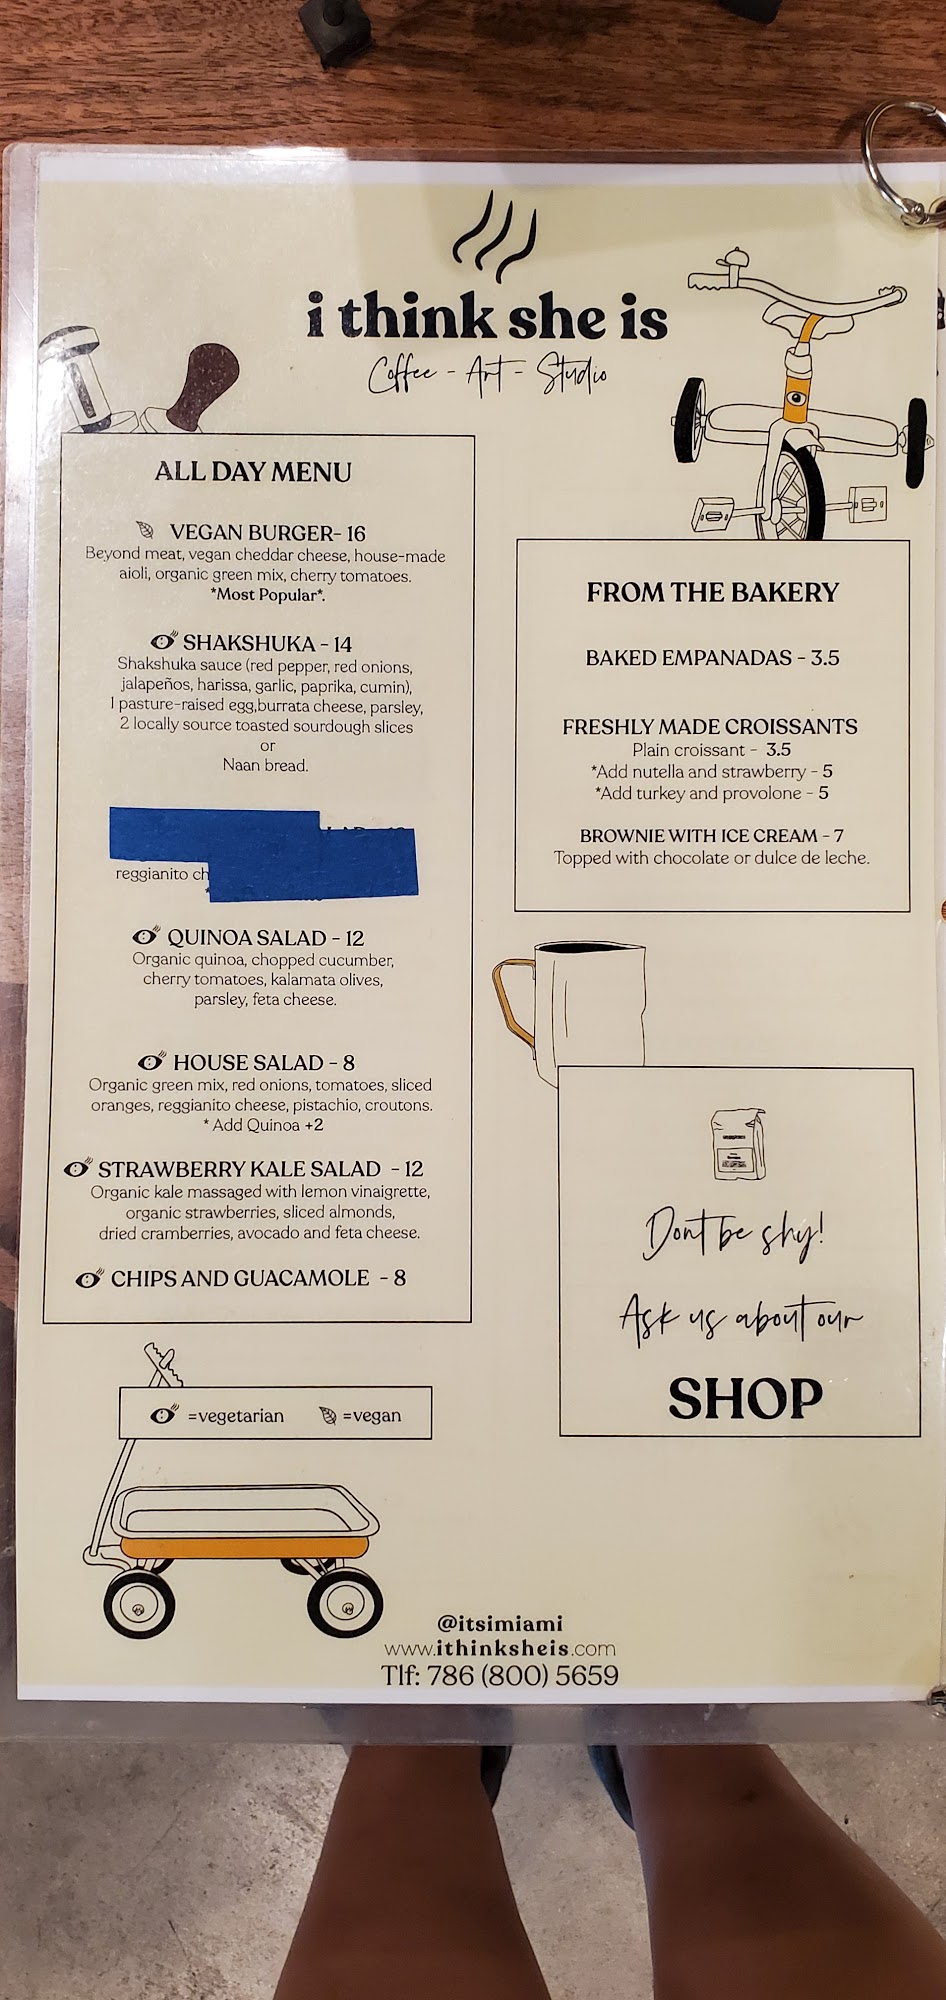 i think she is
Coffee - Art - Studio
ALL DAY MENU
VEGAN BURGER- 16
Beyond meat, vegan cheddar cheese, house-made
aioli, organic green mix, cherry tomatoes.
*Most Popular*.
SHAKSHUKA - 14
Shakshuka sauce (red pepper, red onions,
jalapeños, harissa, garlic, paprika, cumin),
1 pasture-raised egg,burrata cheese, parsley,
2 locally source toasted sourdough slices
or
Naan bread.
reggianito ch
QUINOA SALAD - 12
Organic quinoa, chopped cucumber,
cherry tomatoes, kalamata olives,
parsley, feta cheese.
HOUSE SALAD - 8
Organic green mix, red onions, tomatoes, sliced
oranges, reggianito cheese, pistachio, croutons.
* Add Quinoa +2
STRAWBERRY KALE SALAD - 12
Organic kale massaged with lemon vinaigrette,
organic strawberries, sliced almonds,
dried cramberries, avocado and feta cheese.
CHIPS AND GUACAMOLE - 8
=vegetarian =vegan
FROM THE BAKERY
BAKED EMPANADAS - 3.5
FRESHLY MADE CROISSANTS
Plain croissant - 3.5
*Add nutella and strawberry - 5
*Add turkey and provolone - 5
BROWNIE WITH ICE CREAM - 7
Topped with chocolate or dulce de leche.
Dont be shy!
Ask us about our
SHOP
@itsimiami
www.ithinksheis.com
Tlf: 786 (800) 5659